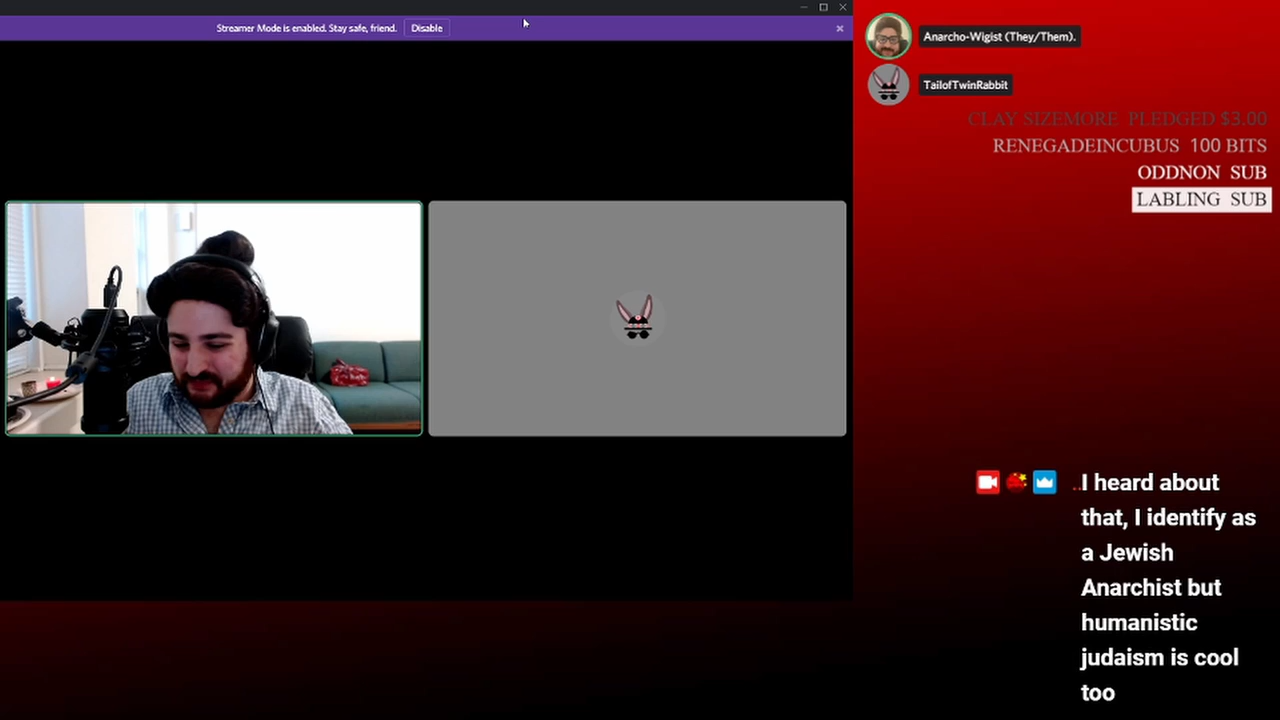 Streamer Mode is enabled. Stay safe, friend.
Disable
Anarcho-Wigist (They/Them).
TailofTwinRabbit
CLAY SIZEMORE PLEDGED $3.00
RENEGADEINCUBUS 100 BITS
ODDNON SUB
LABLING SUB
..I heard about
that, I identify as
a Jewish
Anarchist but
humanistic
judaism is cool
too